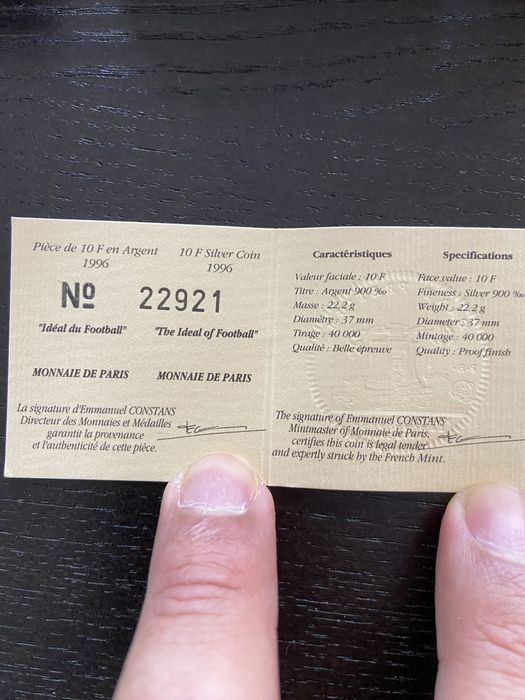 Pièce de 10 F en Argent
1996
10 F Silver Coin
1996
Nº 22921
"Idéal du Football"
"The Ideal of Football"
MONNAIE DE PARIS
MONNAIE DE PARIS
La signature d'Emmanuel CONSTANS
Directeur des Monnaies et Médailles
garantit la provenance
et l'authenticité de cette pièce.
Caractéristiques
Valeur faciale : 10 F
Titre : Argent 900 ‰
Masse : 22,2 g
Diamètre : 37 mm
Tirage : 40 000
Qualité : Belle épreuve
Specifications
Face value : 10 F
Fineness : Silver 900 ‰
Weight : 22.2 g
Diameter : 37 mm
Mintage : 40 000
Quality : Proof finish
The signature of Emmanuel CONSTANS
Mintmaster of Monnaie de Paris,
certifies this coin is legal tender
and expertly struck by the French Mint.